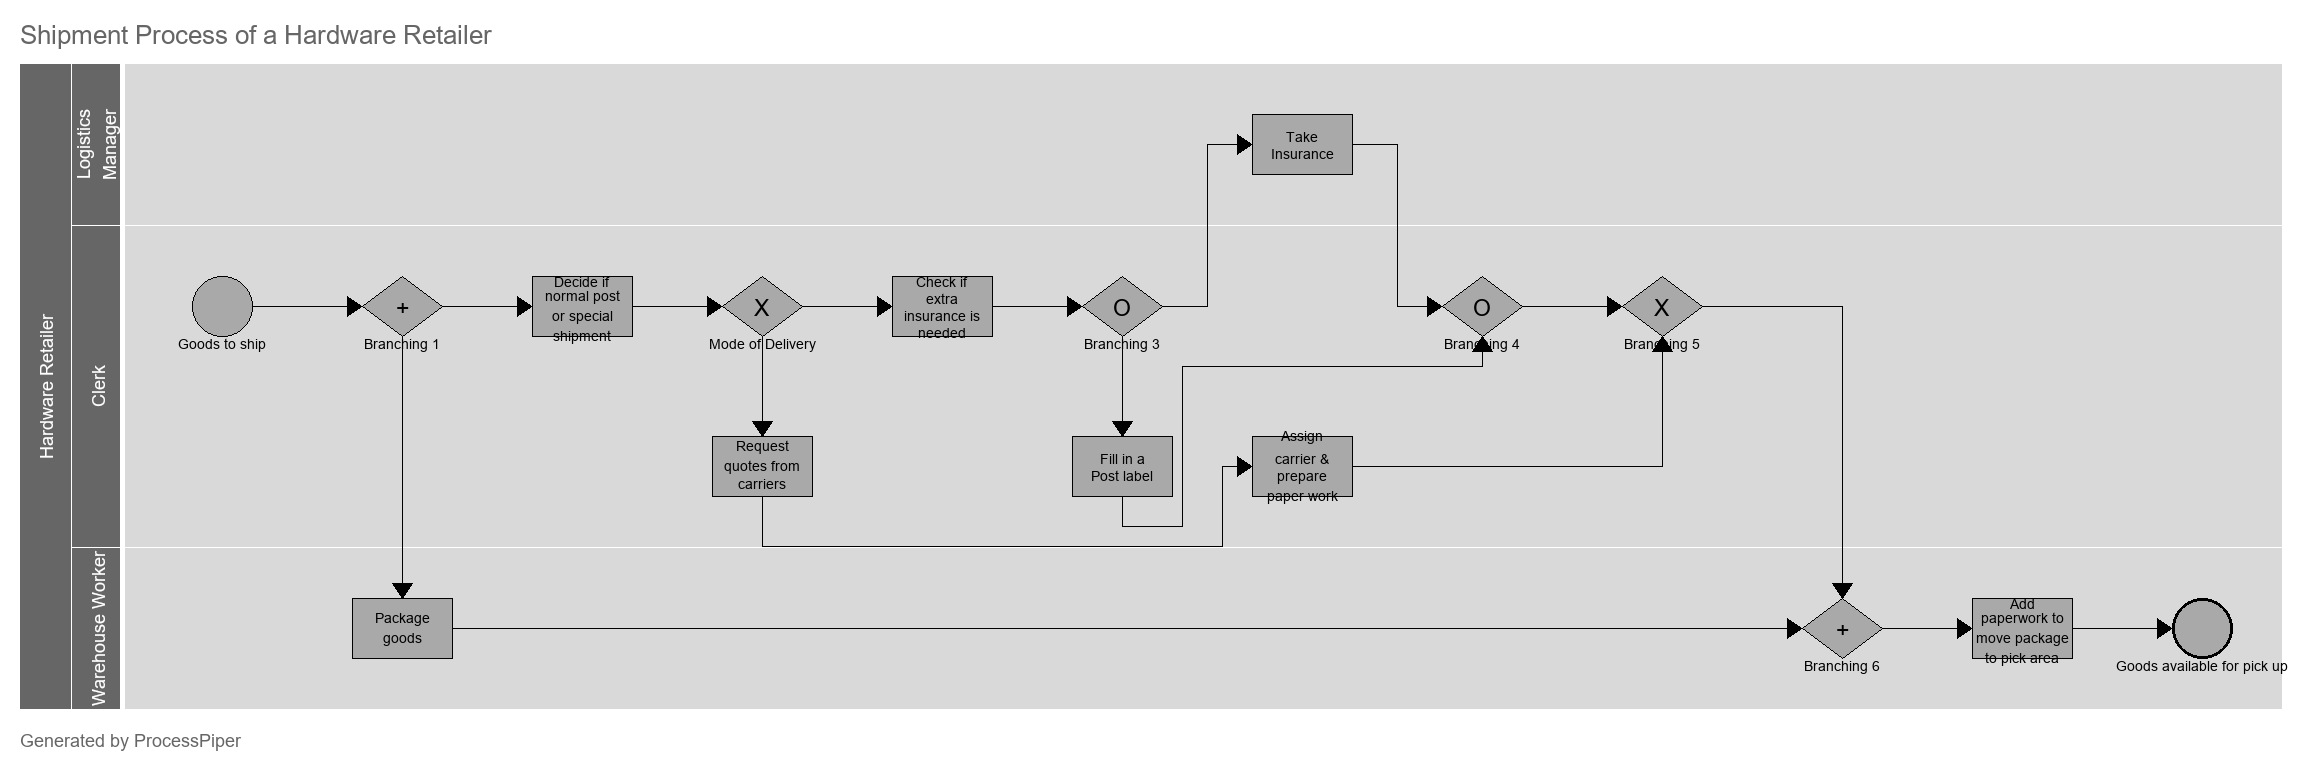 Shipment Process of a Hardware Retailer
Hardware Retailer
Logistics
Manager
Take
Insurance
Clerk
Goods to ship
+
Branching 1
Decide if
normal post
or special
shipment
X
Mode of Delivery
Check if
extra
insurance is
needed
O
Branching 3
O
Branching 4
X
Branching 5
Request
quotes from
carriers
Fill in a
Post label
Assign
carrier &
prepare
paper work
Warehouse Worker
Package
goods
+
Branching 6
Add
paperwork to
move package
to pick area
Goods available for pick up
Generated by ProcessPiper